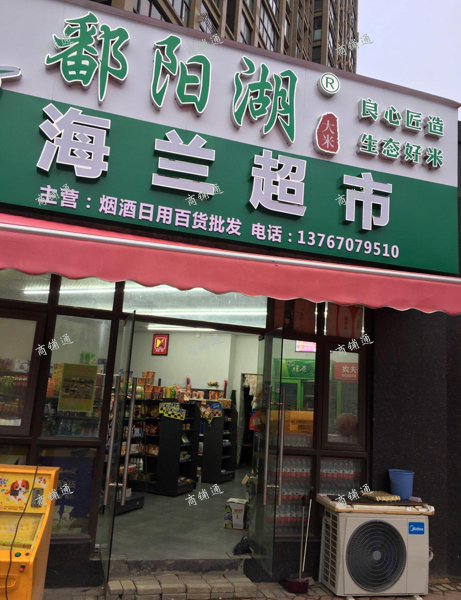 鄱阳湖®
大米
良心匠造
生态好米
海兰超市
主营：烟酒日用百货批发 电话：13767079510
商铺通
商铺通
商铺通
商铺通
商铺通
商铺通
商铺通
商铺通
商铺通
Midea